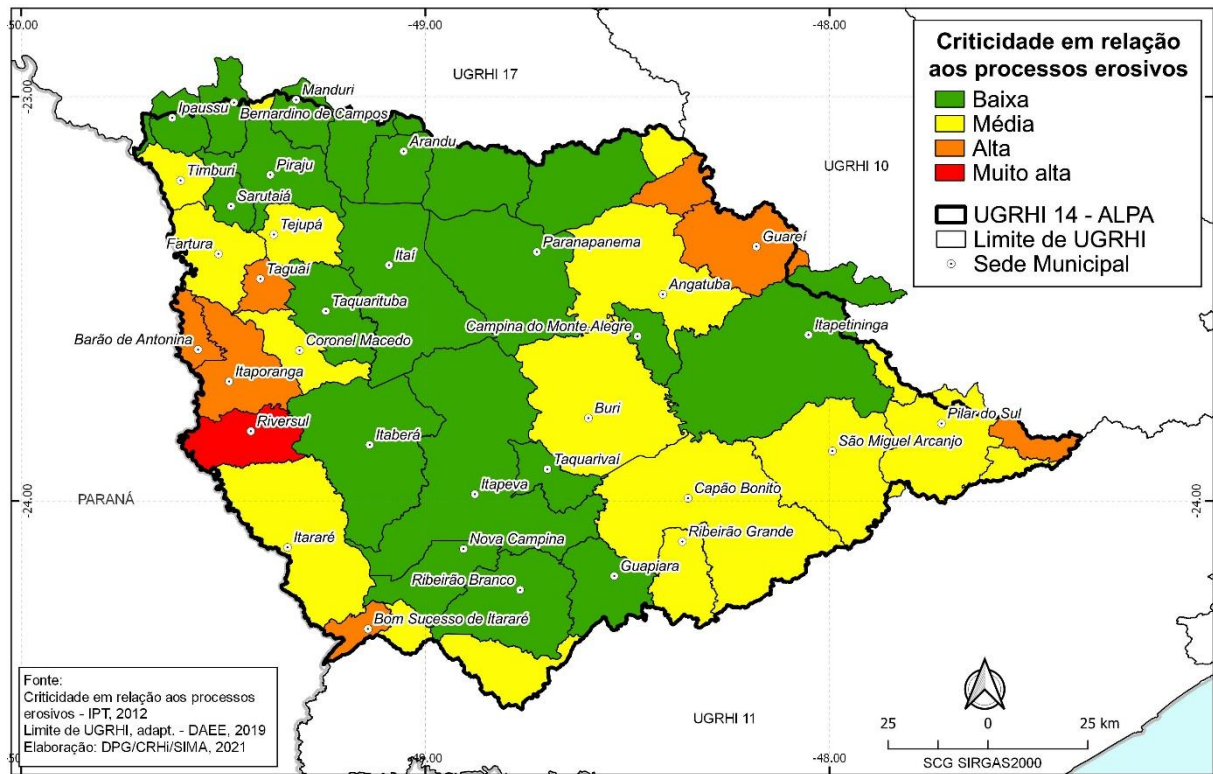 -50.00
-49.00
-48.00
-23.00
UGRHI 17
Manduri
Ipaussu
Bernardino de Campos
Arandu
UGRHI 10
Timburi
Piraju
Sarutaiá
Tejupá
Fartura
Taguaí
Itaí
Paranapanema
Guareí
Angatuba
Taquarituba
Campina do Monte Alegre
Itapetininga
Barão de Antonina
Coronel Macedo
Itaporanga
Riversul
Itaberá
Buri
Pilar do Sul
São Miguel Arcanjo
Taquarivaí
Itapeva
Capão Bonito
PARANÁ
-24.00
-24.00
Itararé
Nova Campina
Ribeirão Grande
Ribeirão Branco
Guapiara
Bom Sucesso de Itararé
UGRHI 11
Criticidade em relação
aos processos erosivos
Baixa
Média
Alta
Muito alta
UGRHI 14 - ALPA
Limite de UGRHI
Sede Municipal
Fonte:
Criticidade em relação aos processos
erosivos - IPT, 2012
Limite de UGRHI, adapt. - DAEE, 2019
Elaboração: DPG/CRHi/SIMA, 2021
25 0 25 km
SCG SIRGAS2000
-49.00
-48.00